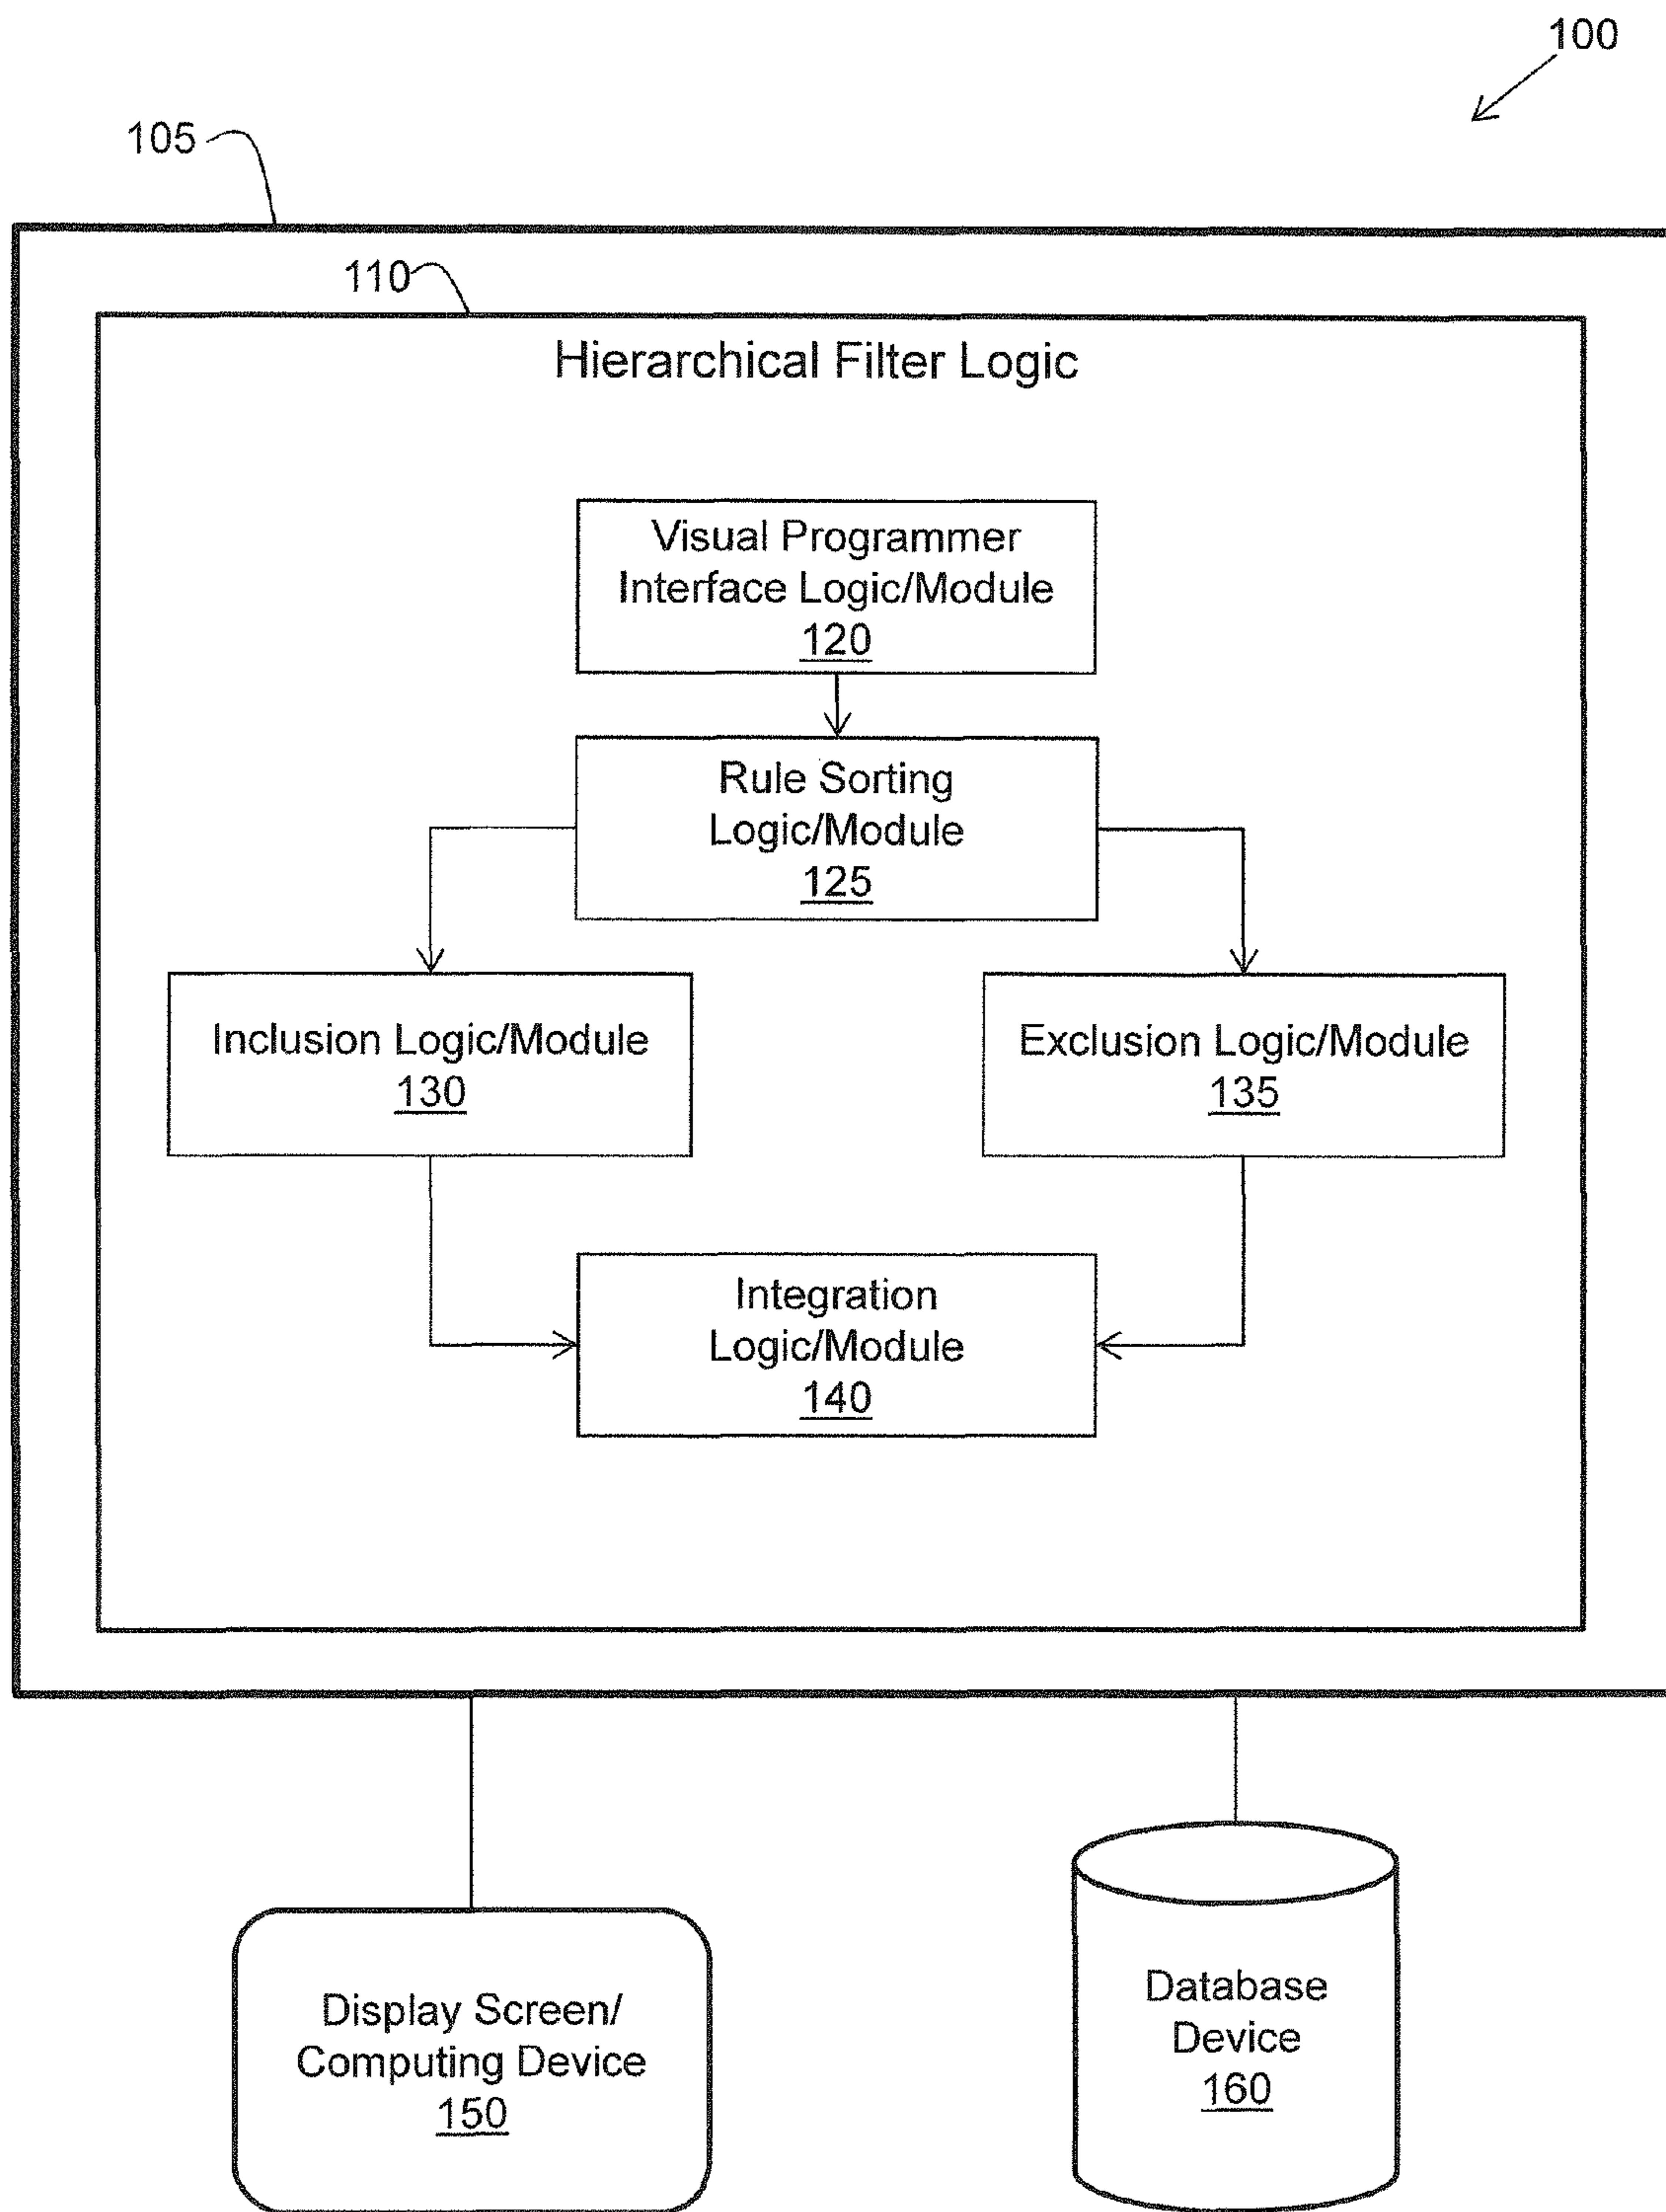 100
105
110
Hierarchical Filter Logic
Visual Programmer
Interface Logic/Module
120
Rule Sorting
Logic/Module
125
Inclusion Logic/Module
130
Exclusion Logic/Module
135
Integration
Logic/Module
140
Display Screen/
Computing Device
150
Database
Device
160